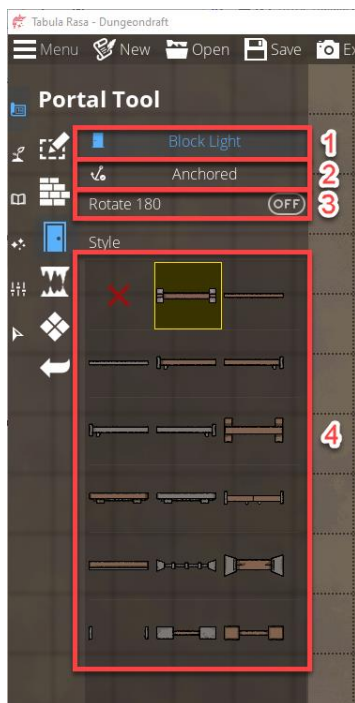 Tabula Rasa - Dungeondraft
Menu New Open Save
Portal Tool
Block Light 1
Anchored 2
Rotate 180 OFF 3
Style
4